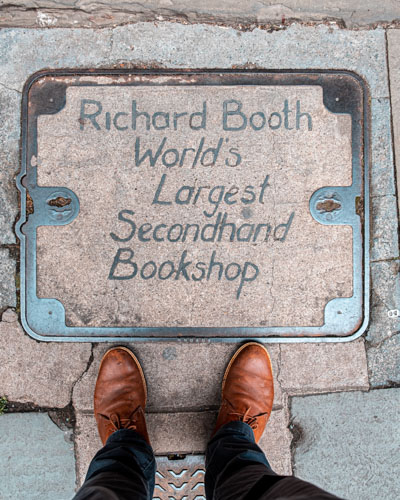 Richard Booth
World's
Largest
Secondhand
Bookshop